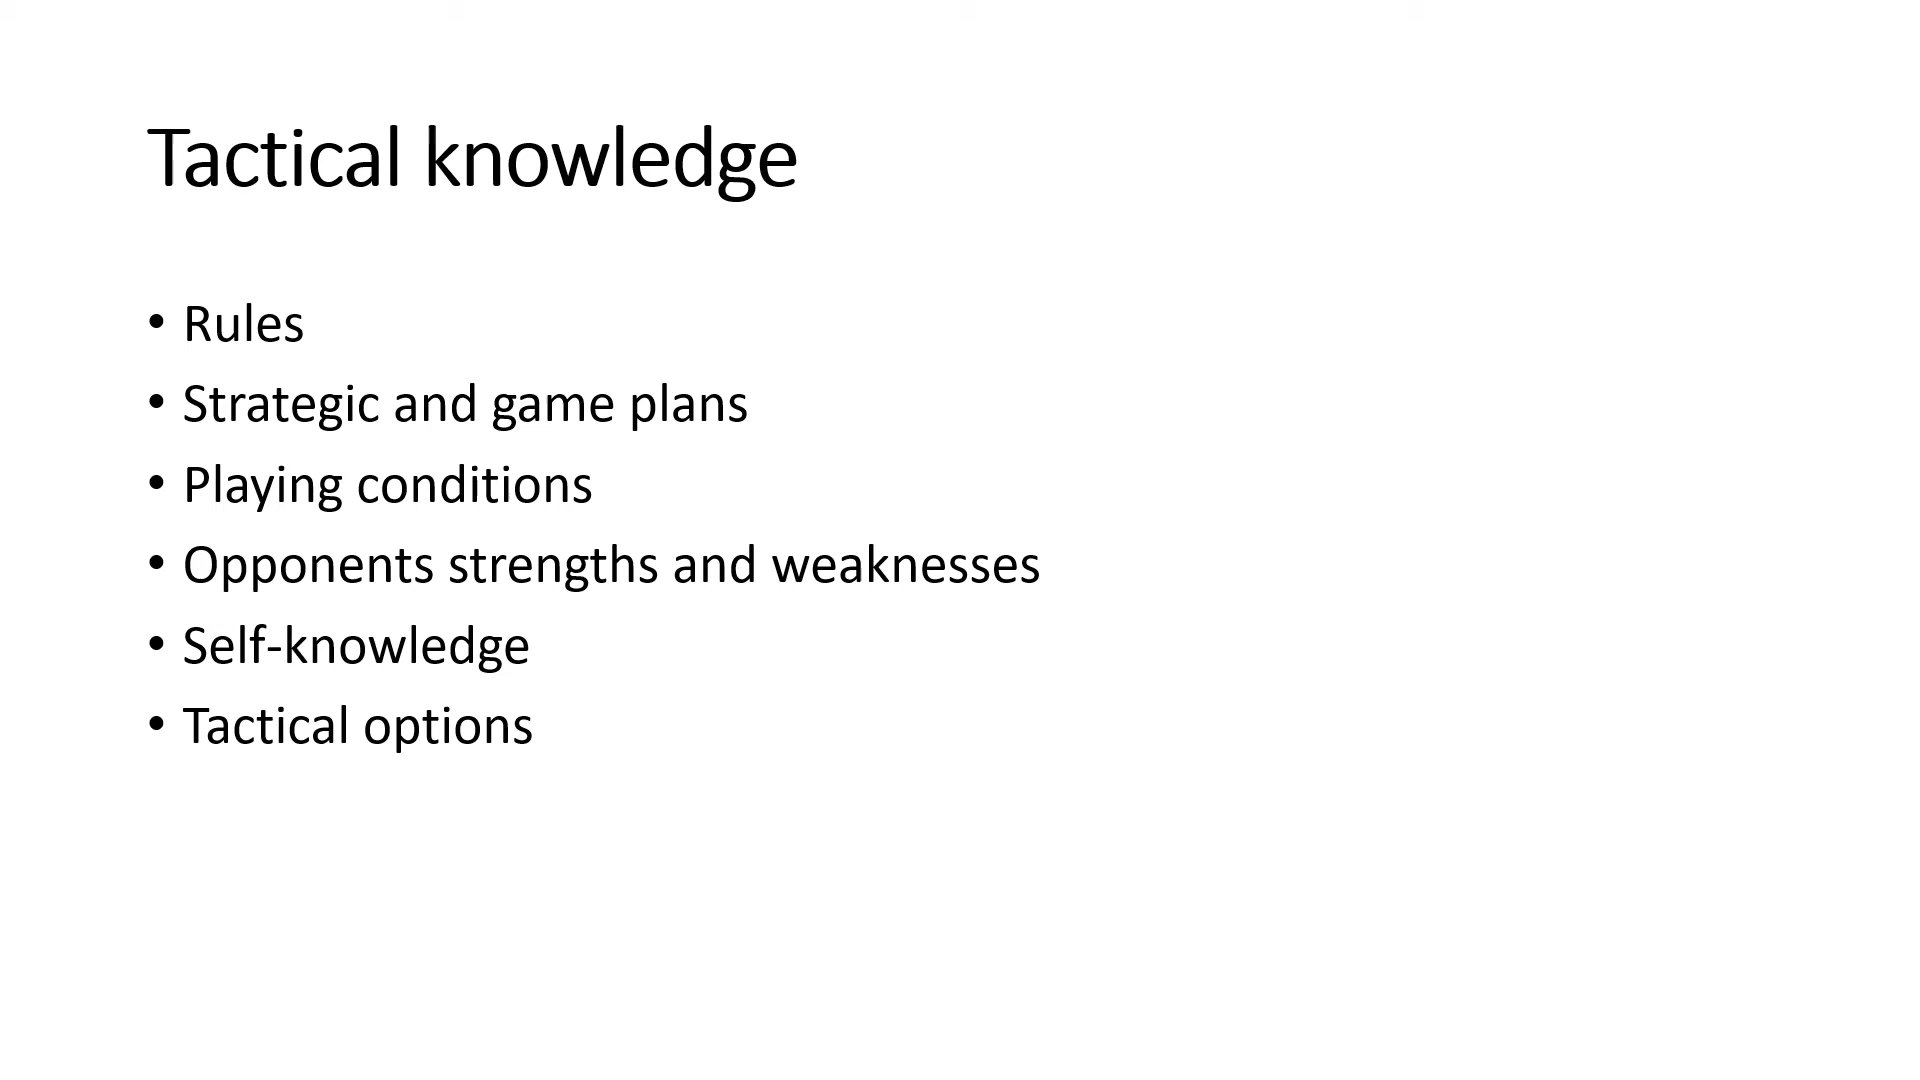 Tactical knowledge
• Rules
• Strategic and game plans
• Playing conditions
• Opponents strengths and weaknesses
• Self-knowledge
• Tactical options